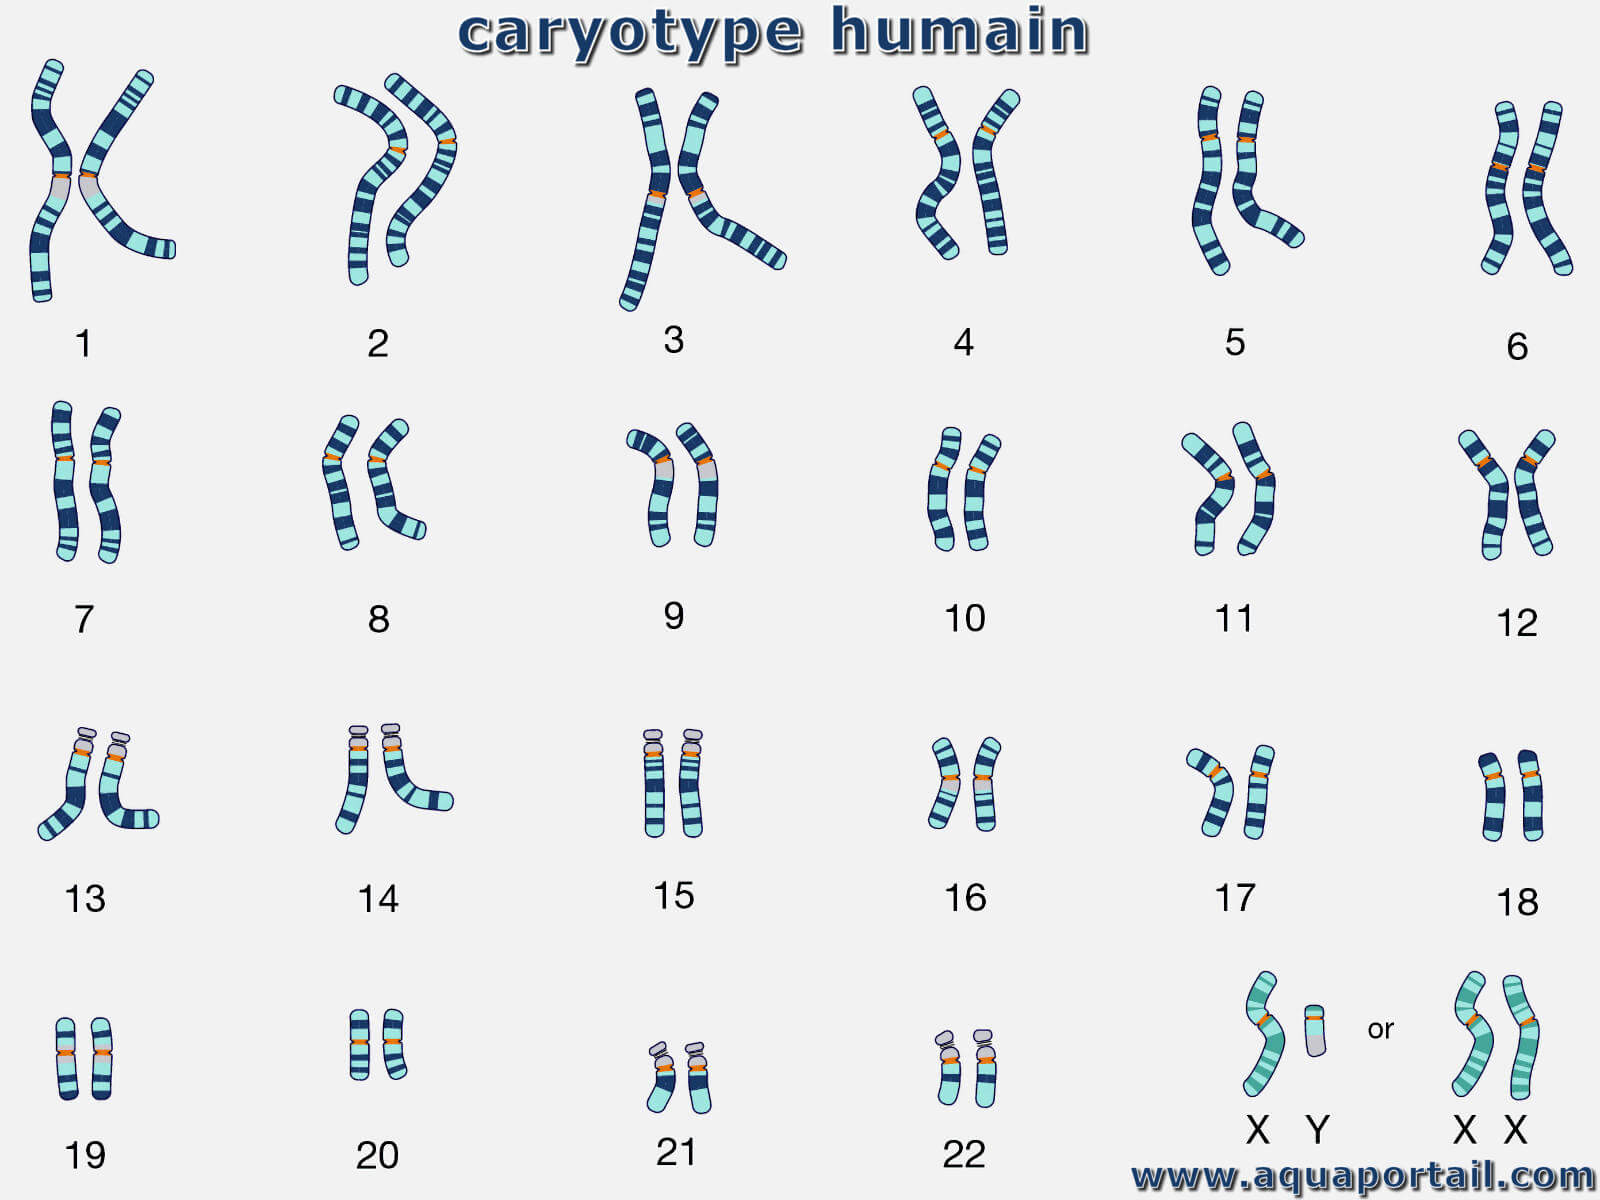 caryotype humain
1 2 3 4 5 6
7 8 9 10 11 12
13 14 15 16 17 18
or
19 20 21 22 X Y X X
www.aquaportail.com